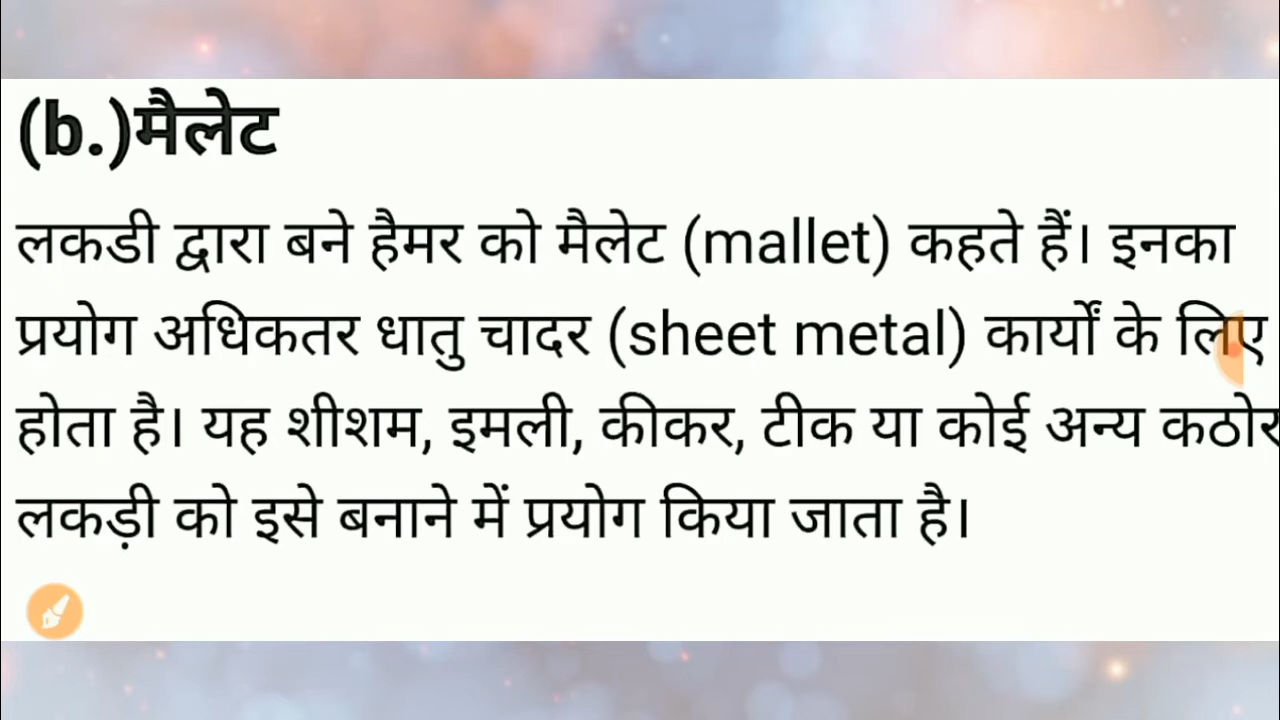 (b.)मैलेट
लकडी द्वारा बने हैमर को मैलेट (mallet) कहते हैं। इनका
प्रयोग अधिकतर धातु चादर (sheet metal) कार्यों के लिए
होता है। यह शीशम, इमली, कीकर, टीक या कोई अन्य कठोर
लकड़ी को इसे बनाने में प्रयोग किया जाता है।